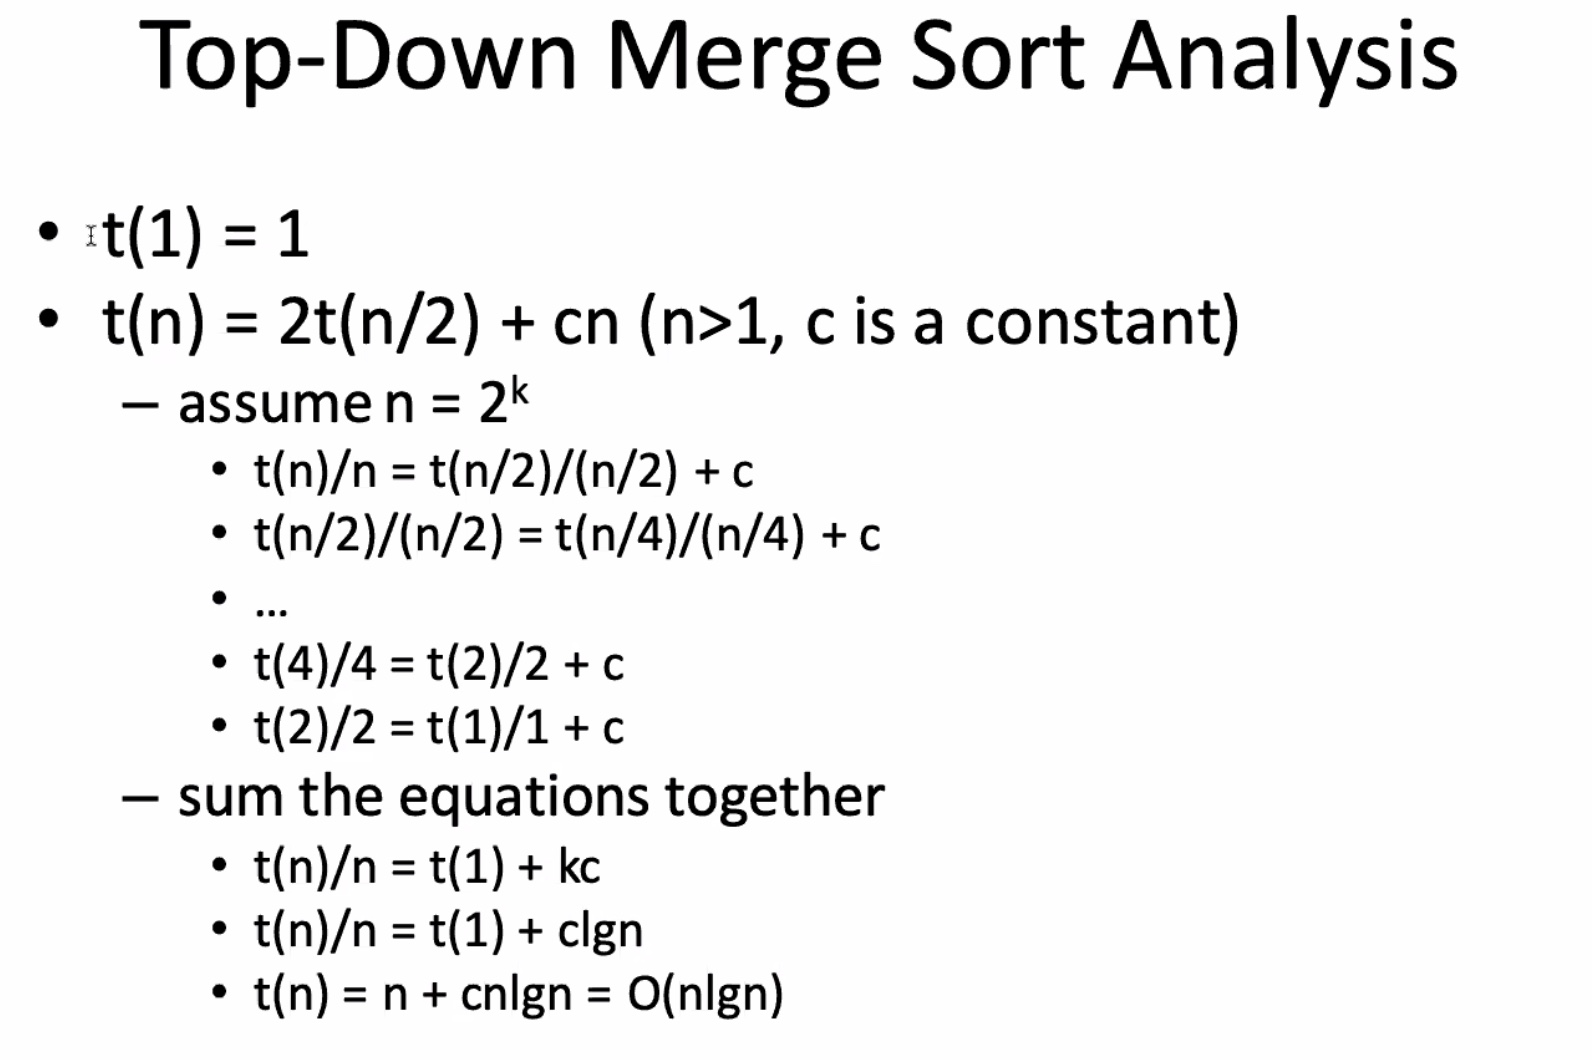 Top-Down Merge Sort Analysis
• t(1) = 1
• t(n) = 2t(n/2) + cn (n>1, c is a constant)
– assume n = 2ᵏ
• t(n)/n = t(n/2)/(n/2) + c
• t(n/2)/(n/2) = t(n/4)/(n/4) + c
• ...
• t(4)/4 = t(2)/2 + c
• t(2)/2 = t(1)/1 + c
– sum the equations together
• t(n)/n = t(1) + kc
• t(n)/n = t(1) + clgn
• t(n) = n + cnlgn = O(nlgn)